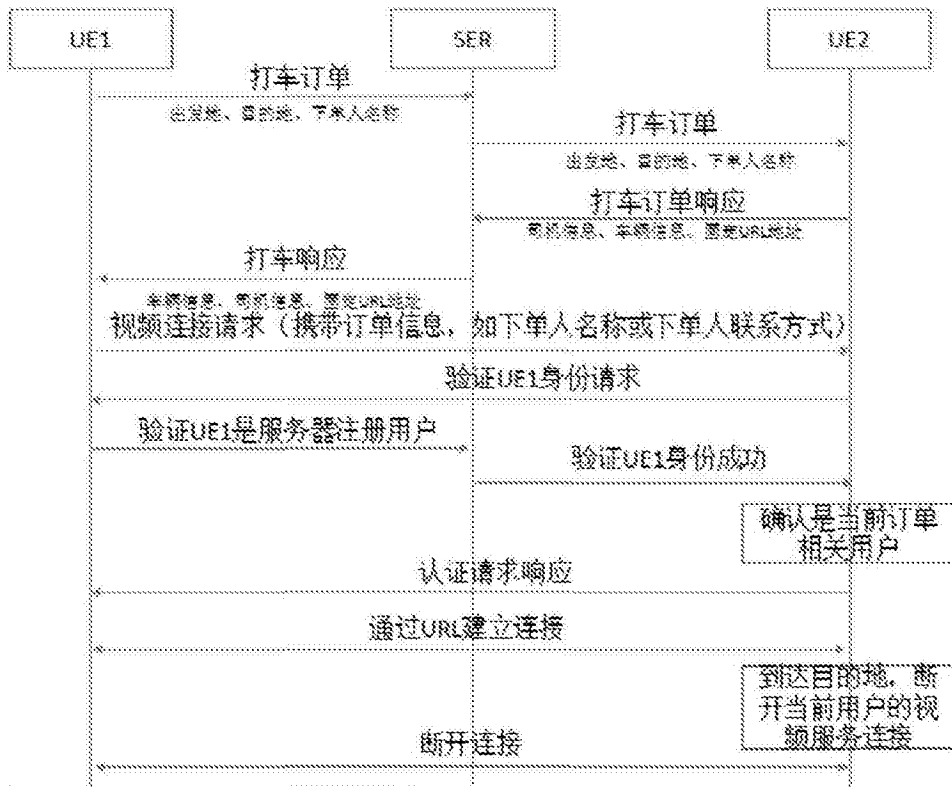 UE1
SER
UE2
打车订单
出发地、目的地、下单人名称
打车订单
出发地、目的地、下单人名称
打车订单响应
司机信息、车辆信息、固定URL地址
打车响应
车辆信息、司机信息、固定URL地址
视频连接请求（携带订单信息，如下单人名称或下单人联系方式）
验证UE1身份请求
验证UE1是服务器注册用户
验证UE1身份成功
确认是当前订单
相关用户
认证请求响应
通过URL建立连接
到达目的地，断
开当前用户的视
频服务连接
断开连接